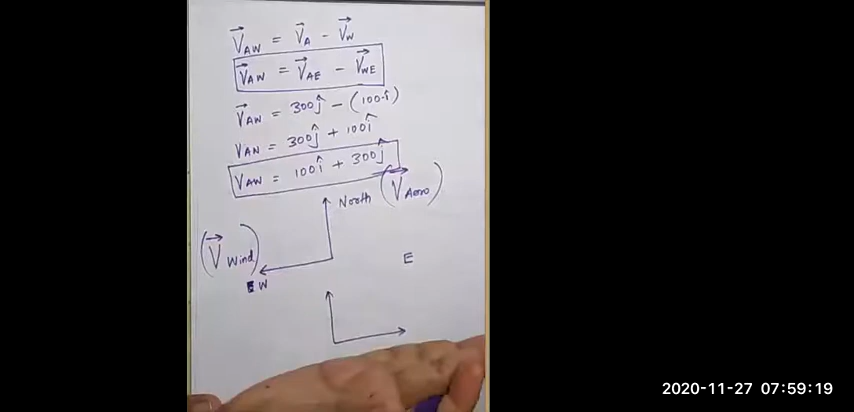 V⃗AW = V⃗A − V⃗W
V⃗AW = V⃗AE − V⃗WE
V⃗AW = 300ĵ − (100-î)
VAN = 300ĵ + 100î
VAW = 100î + 300ĵ
North (V⃗Aero)
(V⃗Wind)
E
W
2020-11-27 07:59:19